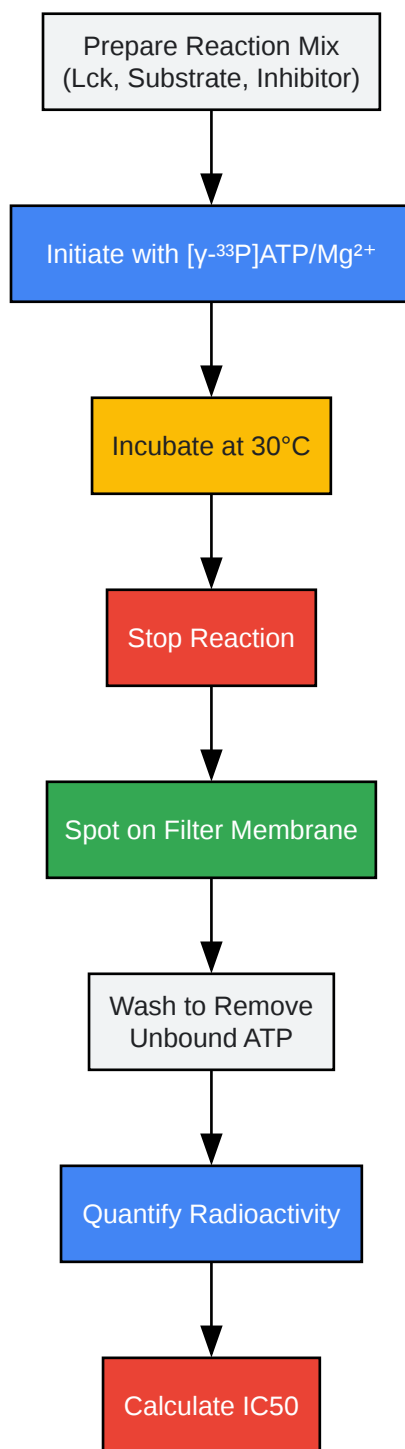 Prepare Reaction Mix
(Lck, Substrate, Inhibitor)
Initiate with [γ-³³P]ATP/Mg²⁺
Incubate at 30°C
Stop Reaction
Spot on Filter Membrane
Wash to Remove
Unbound ATP
Quantify Radioactivity
Calculate IC50